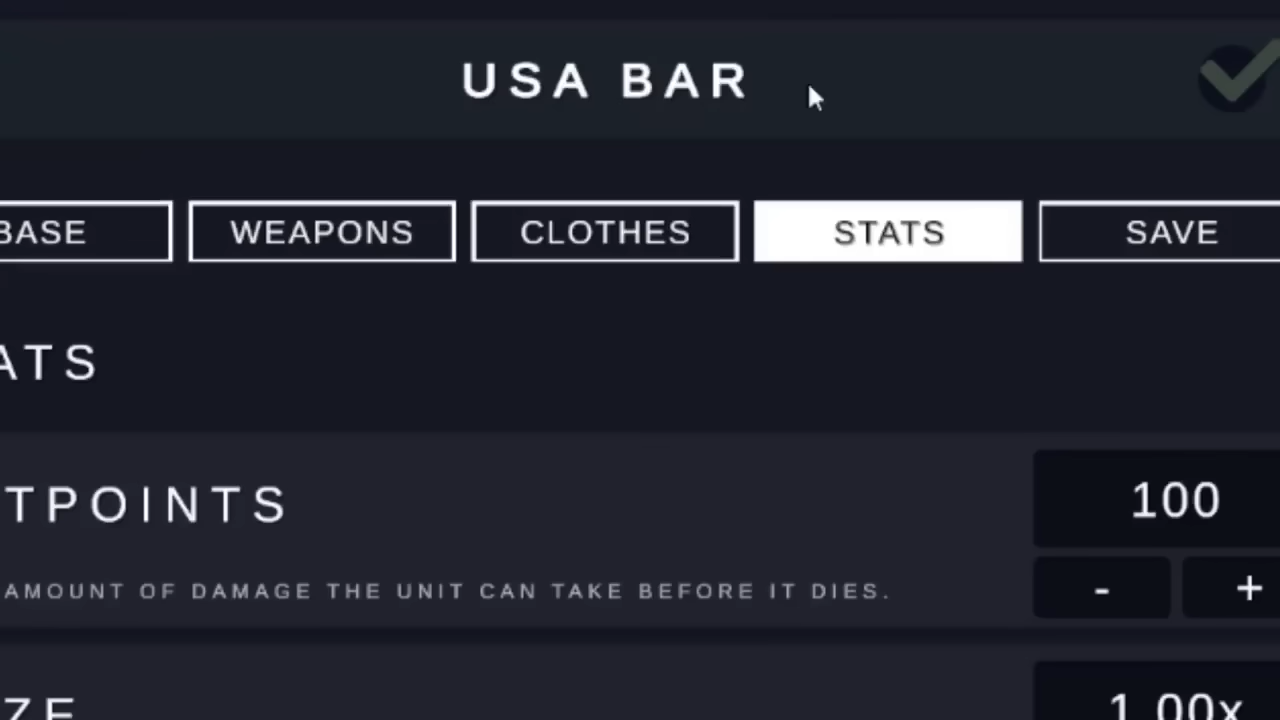 USA BAR
BASE WEAPONS CLOTHES STATS SAVE
ATS
TPOINTS
100
AMOUNT OF DAMAGE THE UNIT CAN TAKE BEFORE IT DIES.
- +
ZE
1.00x